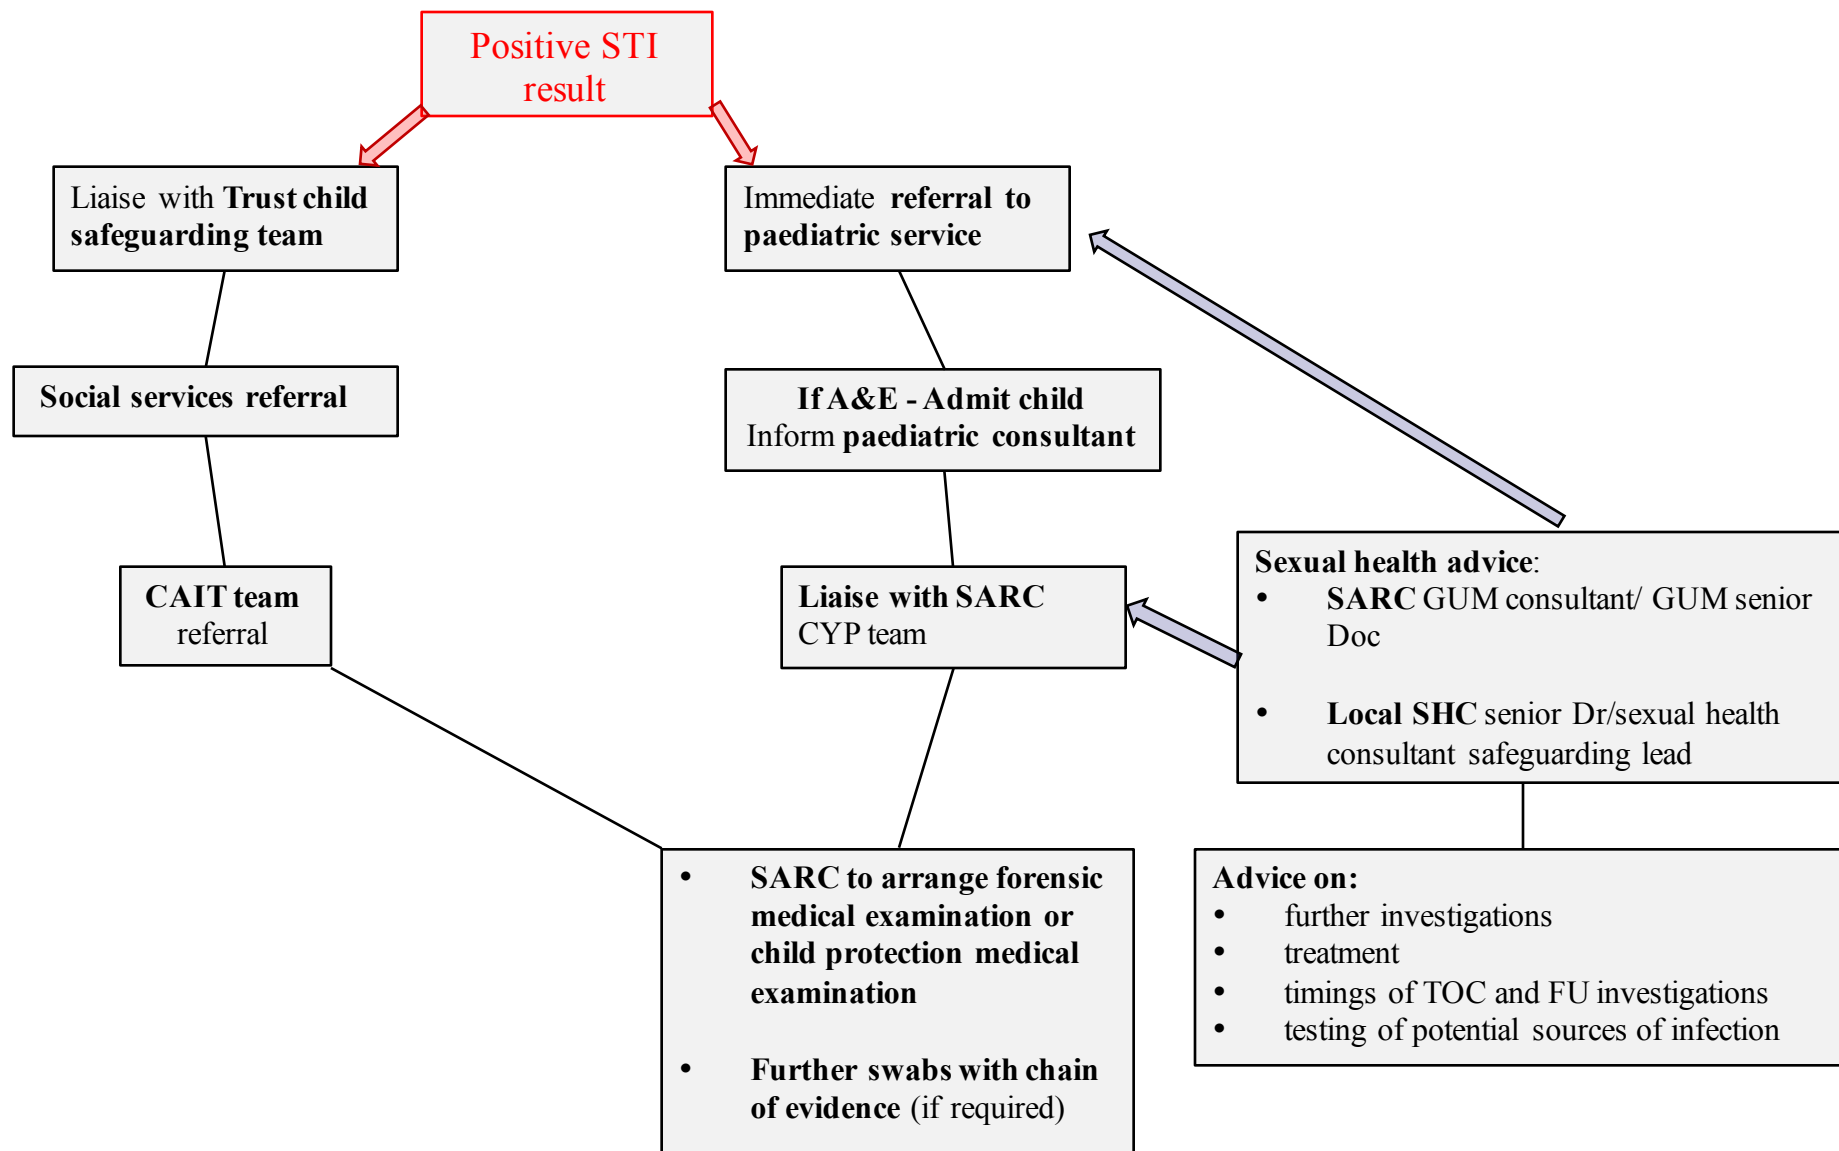 Positive STI
result
Liaise with Trust child
safeguarding team
Immediate referral to
paediatric service
Social services referral
If A&E - Admit child
Inform paediatric consultant
CAIT team
referral
Liaise with SARC
CYP team
Sexual health advice:
• SARC GUM consultant/ GUM senior
Doc
• Local SHC senior Dr/sexual health
consultant safeguarding lead
• SARC to arrange forensic
medical examination or
child protection medical
examination
• Further swabs with chain
of evidence (if required)
Advice on:
• further investigations
• treatment
• timings of TOC and FU investigations
• testing of potential sources of infection